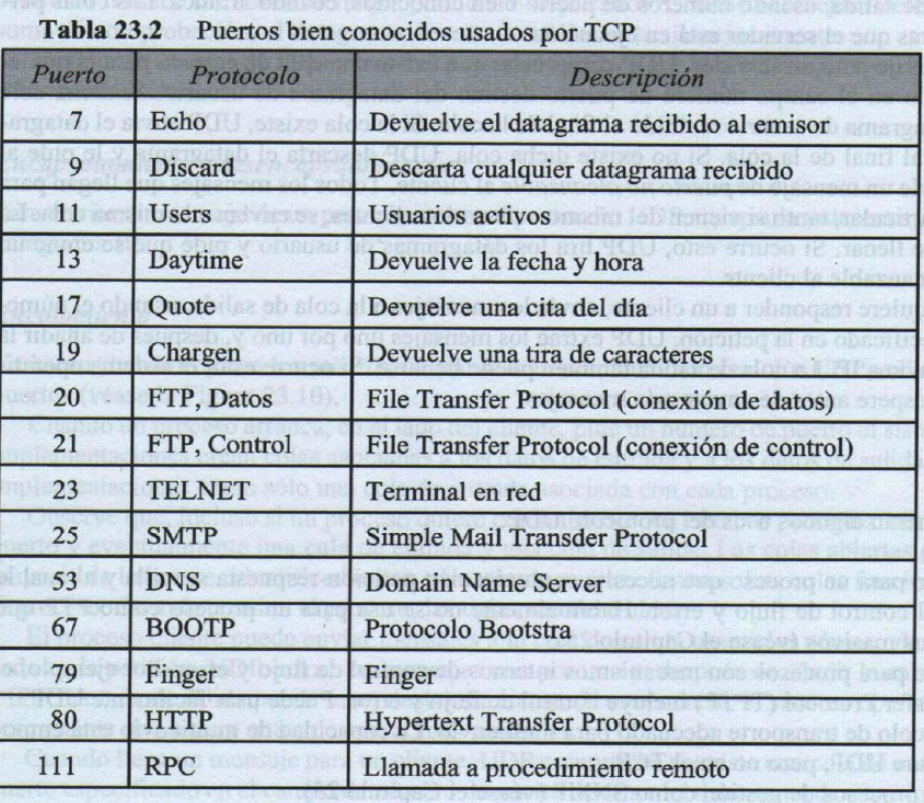 Tabla 23.2 Puertos bien conocidos usados por TCP
Puerto Protocolo Descripción
7 Echo Devuelve el datagrama recibido al emisor
9 Discard Descarta cualquier datagrama recibido
11 Users Usuarios activos
13 Daytime Devuelve la fecha y hora
17 Quote Devuelve una cita del día
19 Chargen Devuelve una tira de caracteres
20 FTP, Datos File Transfer Protocol (conexión de datos)
21 FTP, Control File Transfer Protocol (conexión de control)
23 TELNET Terminal en red
25 SMTP Simple Mail Transder Protocol
53 DNS Domain Name Server
67 BOOTP Protocolo Bootstra
79 Finger Finger
80 HTTP Hypertext Transfer Protocol
111 RPC Llamada a procedimiento remoto